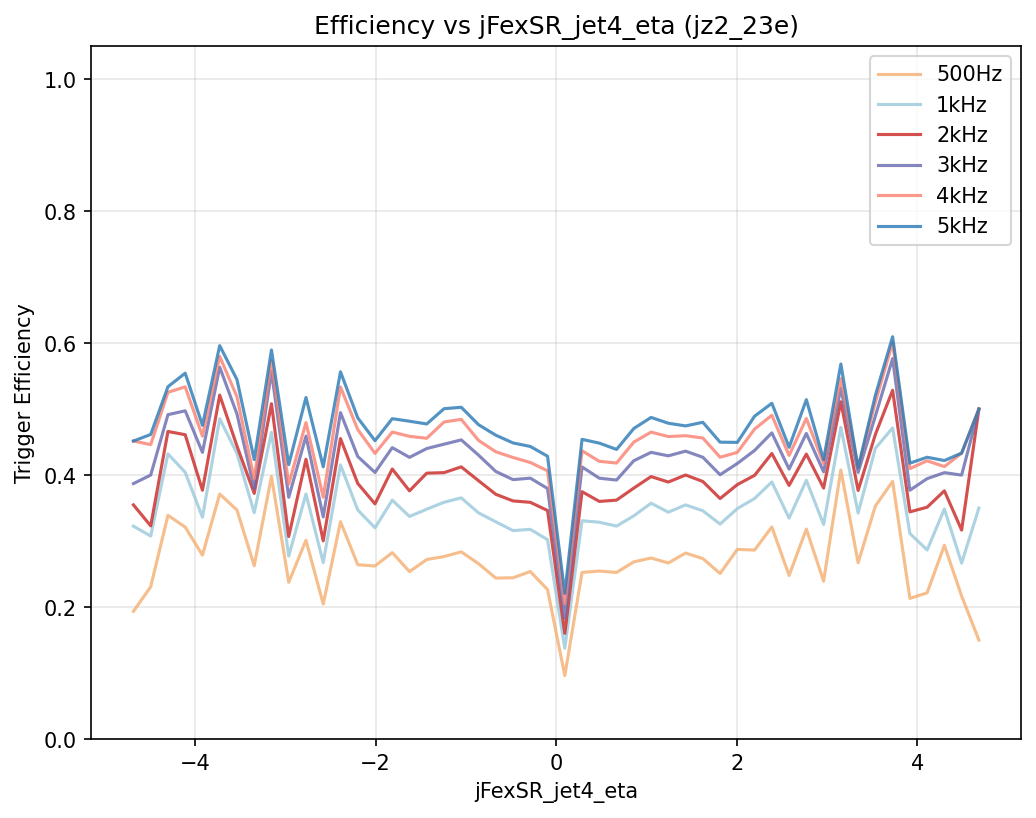 Efficiency vs jFexSR_jet4_eta (jz2_23e)
1.0
0.8
0.6
0.4
0.2
0.0
Trigger Efficiency
500Hz
1kHz
2kHz
3kHz
4kHz
5kHz
−4
−2
0
2
4
jFexSR_jet4_eta